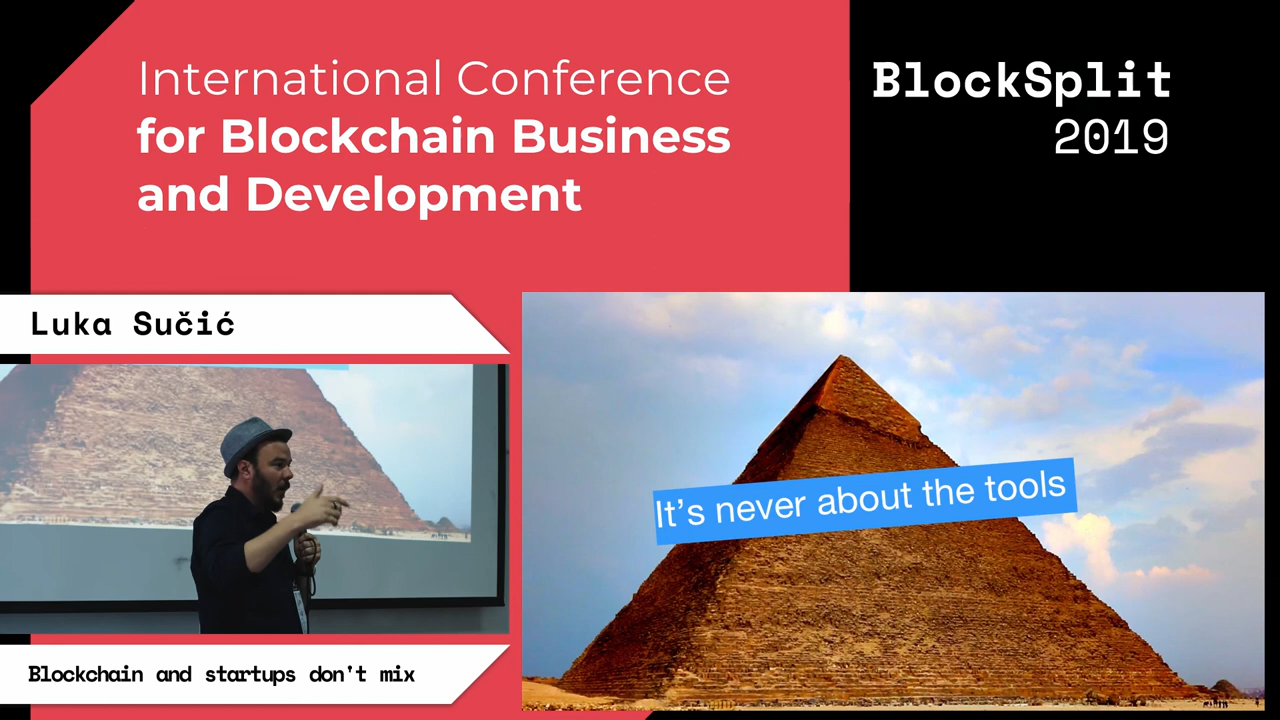 International Conference
for Blockchain Business
and Development
BlockSplit
2019
Luka Sučić
It's never about the tools
Blockchain and startups don't mix